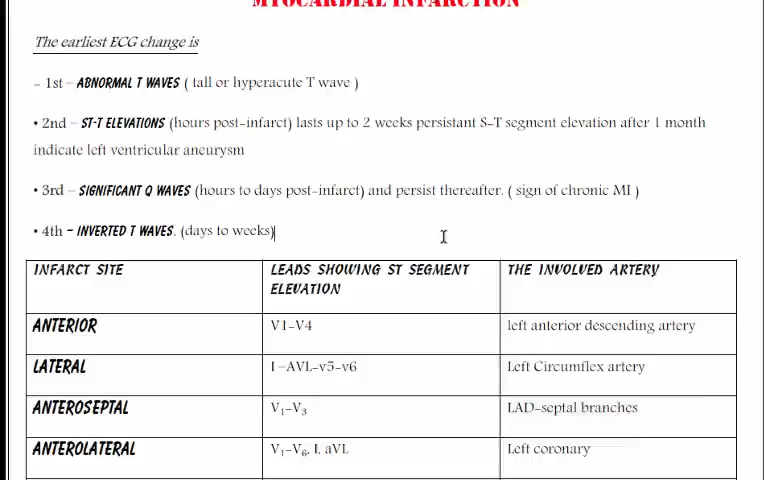 MYOCARDIAL INFARCTION
The earliest ECG change is
– 1st – ABNORMAL T WAVES ( tall or hyperacute T wave )
• 2nd – ST-T ELEVATIONS (hours post-infarct) lasts up to 2 weeks persistant S-T segment elevation after 1 month
indicate left ventricular aneurysm
• 3rd – SIGNIFICANT Q WAVES (hours to days post-infarct) and persist thereafter. ( sign of chronic MI )
• 4th – INVERTED T WAVES. (days to weeks)
INFARCT SITE
LEADS SHOWING ST SEGMENT
ELEVATION
THE INVOLVED ARTERY
ANTERIOR
V1-V4
left anterior descending artery
LATERAL
I-AVL-v5-v6
Left Circumflex artery
ANTEROSEPTAL
V₁-V₃
LAD-septal branches
ANTEROLATERAL
V₁-V₆, I, aVL
Left coronary